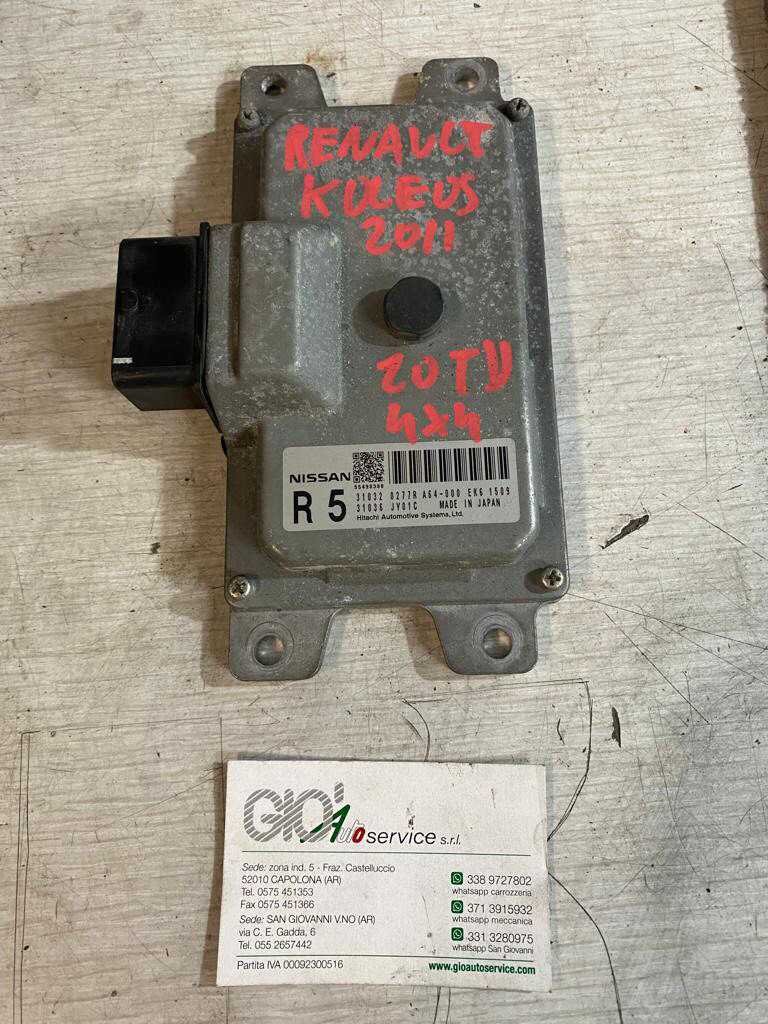 RENAULT
KOLEOS
2011
20 TD
4x4
NISSAN
R 5
31032 0277R A64-000 EK6 1509
31036 JY01C MADE IN JAPAN
Hitachi Automotive Systems, Ltd.
GIO' Autoservice s.r.l.
Sede: zona ind. 5 - Fraz. Castelluccio
52010 CAPOLONA (AR)
Tel. 0575 451353
Fax 0575 451366
Sede: SAN GIOVANNI V.NO (AR)
via C. E. Gadda, 6
Tel. 055 2657442
Partita IVA 00092300516
338 9727802
whatsapp carrozzeria
371 3915932
whatsapp meccanica
331 3280975
whatsapp San Giovanni
www.gioautoservice.com